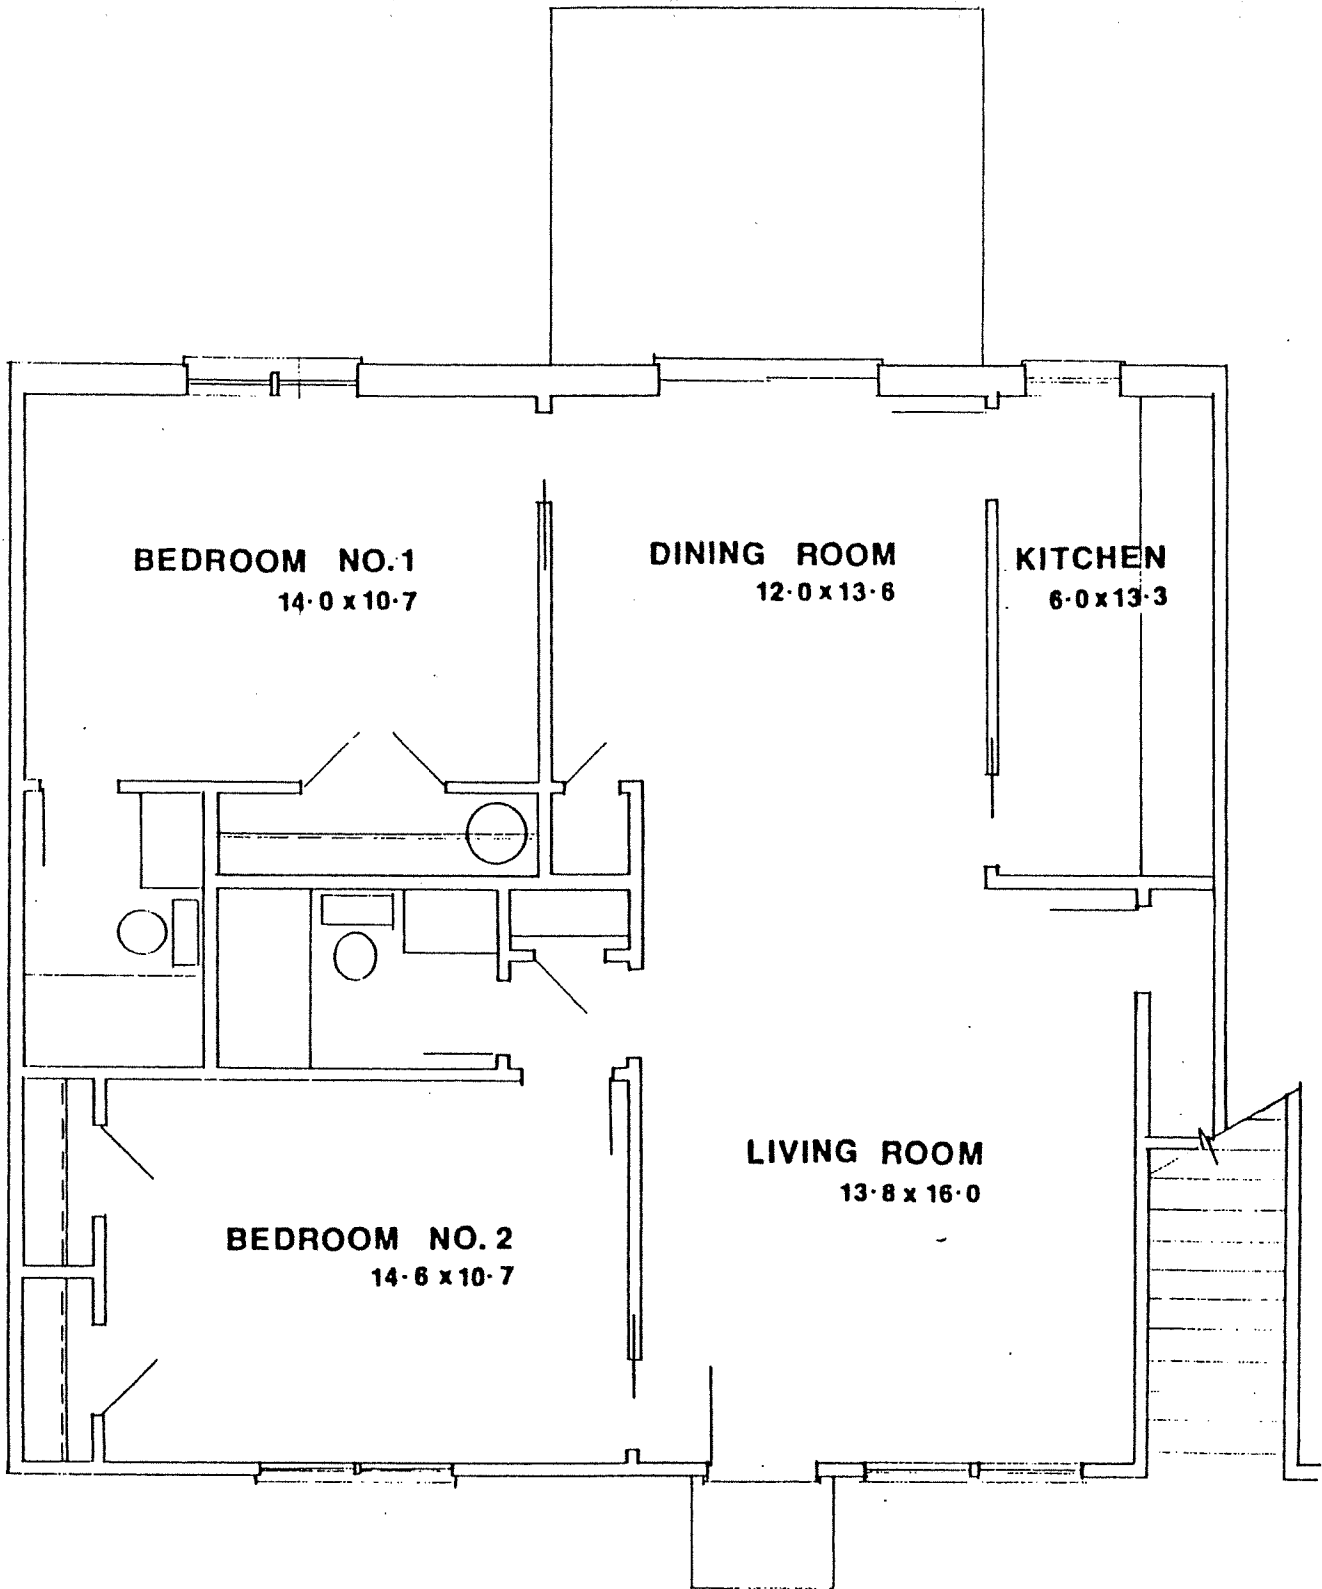 BEDROOM NO. 1
14·0 x 10·7
DINING ROOM
12·0 x 13·6
KITCHEN
6·0 x 13·3
LIVING ROOM
13·8 x 16·0
BEDROOM NO. 2
14·6 x 10·7